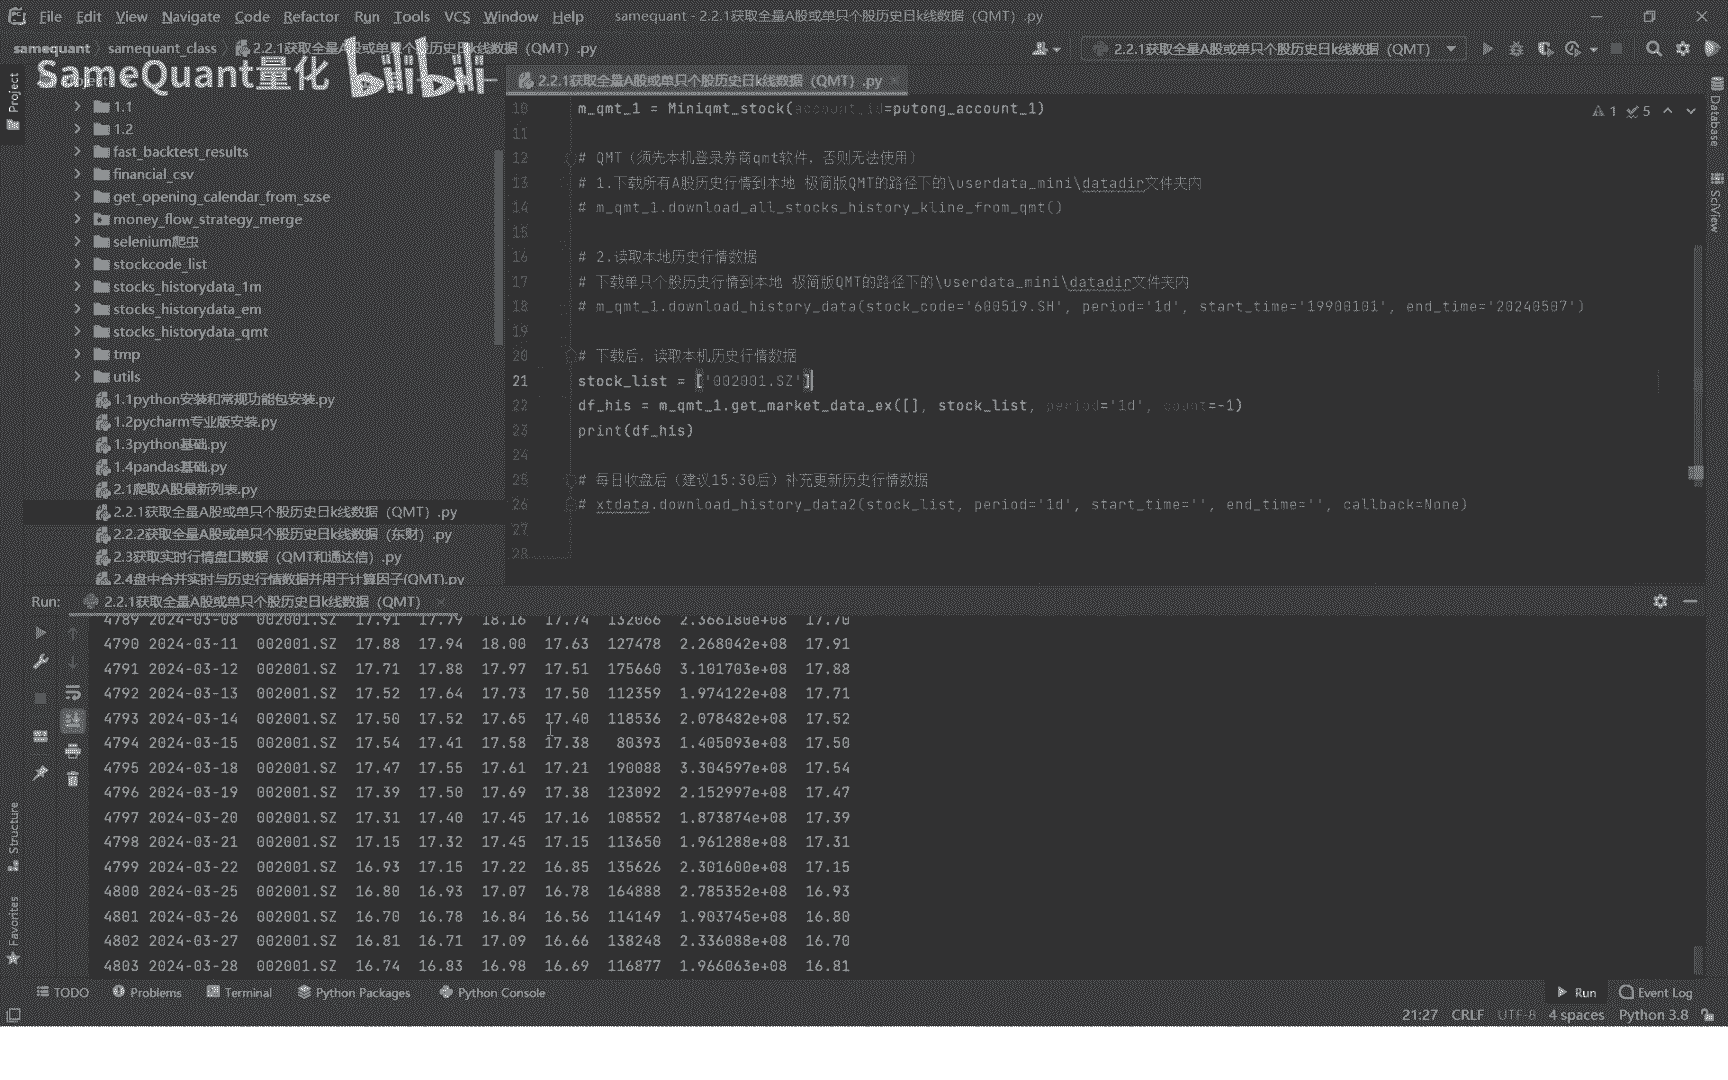 File Edit View Navigate Code Refactor Run Tools VCS Window Help samequant - 2.2.1获取全量A股或单只个股历史日k线数据（QMT）.py
samequant samequant_class 2.2.1获取全量A股或单只个股历史日k线数据（QMT）.py
2.2.1获取全量A股或单只个股历史日k线数据（QMT）
SameQuant量化 bilibili
2.2.1获取全量A股或单只个股历史日k线数据（QMT）.py
Project
1.1
1.2
fast_backtest_results
financial_csv
get_opening_calendar_from_szse
money_flow_strategy_merge
selenium爬虫
stockcode_list
stocks_historydata_1m
stocks_historydata_em
stocks_historydata_qmt
tmp
utils
1.1python安装和常规功能包安装.py
1.2pycharm专业版安装.py
1.3python基础.py
1.4pandas基础.py
2.1爬取A股最新列表.py
2.2.1获取全量A股或单只个股历史日k线数据（QMT）.py
2.2.2获取全量A股或单只个股历史日k线数据（东财）.py
2.3获取实时行情盘口数据（QMT和通达信）.py
2.4盘中合并实时与历史行情数据并用于计算因子(QMT).py
10 m_qmt_1 = Miniqmt_stock(account_id=putong_account_1)
11
12 # QMT（须先本机登录券商qmt软件，否则无法使用）
13 # 1.下载所有A股历史行情到本地 极简版QMT的路径下的\userdata_mini\datadir文件夹内
14 # m_qmt_1.download_all_stocks_history_kline_from_qmt()
15
16 # 2.读取本地历史行情数据
17 # 下载单只个股历史行情到本地 极简版QMT的路径下的\userdata_mini\datadir文件夹内
18 # m_qmt_1.download_history_data(stock_code='600519.SH', period='1d', start_time='19900101', end_time='20240507')
19
20 # 下载后，读取本机历史行情数据
21 stock_list = ['002001.SZ']
22 df_his = m_qmt_1.get_market_data_ex([], stock_list, period='1d', count=-1)
23 print(df_his)
24
25 # 每日收盘后（建议15:30后）补充更新历史行情数据
26 # xtdata.download_history_data2(stock_list, period='1d', start_time='', end_time='', callback=None)
27
28
1 5
Database
SciView
Run: 2.2.1获取全量A股或单只个股历史日k线数据（QMT）
4789 2024-03-08 002001.SZ 17.91 17.79 18.16 17.74 132066 2.366180e+08 17.70
4790 2024-03-11 002001.SZ 17.88 17.94 18.00 17.63 127478 2.268042e+08 17.91
4791 2024-03-12 002001.SZ 17.71 17.88 17.97 17.51 175660 3.101703e+08 17.88
4792 2024-03-13 002001.SZ 17.52 17.64 17.73 17.50 112359 1.974122e+08 17.71
4793 2024-03-14 002001.SZ 17.50 17.52 17.65 17.40 118536 2.078482e+08 17.52
4794 2024-03-15 002001.SZ 17.54 17.41 17.58 17.38 80393 1.405093e+08 17.50
4795 2024-03-18 002001.SZ 17.47 17.55 17.61 17.21 190088 3.304597e+08 17.54
4796 2024-03-19 002001.SZ 17.39 17.50 17.69 17.38 123092 2.152997e+08 17.47
4797 2024-03-20 002001.SZ 17.31 17.40 17.45 17.16 108552 1.873874e+08 17.39
4798 2024-03-21 002001.SZ 17.15 17.32 17.45 17.15 113650 1.961288e+08 17.31
4799 2024-03-22 002001.SZ 16.93 17.15 17.22 16.85 135626 2.301600e+08 17.15
4800 2024-03-25 002001.SZ 16.80 16.93 17.07 16.78 164888 2.785352e+08 16.93
4801 2024-03-26 002001.SZ 16.70 16.78 16.84 16.56 114149 1.903745e+08 16.80
4802 2024-03-27 002001.SZ 16.81 16.71 17.09 16.66 138248 2.336088e+08 16.70
4803 2024-03-28 002001.SZ 16.74 16.83 16.98 16.69 116877 1.966063e+08 16.81
Structure
Favorites
TODO Problems Terminal Python Packages Python Console Run Event Log
21:27 CRLF UTF-8 4 spaces Python 3.8